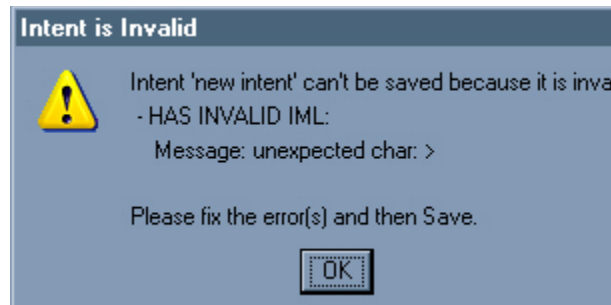 Intent is Invalid
Intent 'new intent' can't be saved because it is inva
- HAS INVALID IML:
Message: unexpected char: >
Please fix the error(s) and then Save.
OK